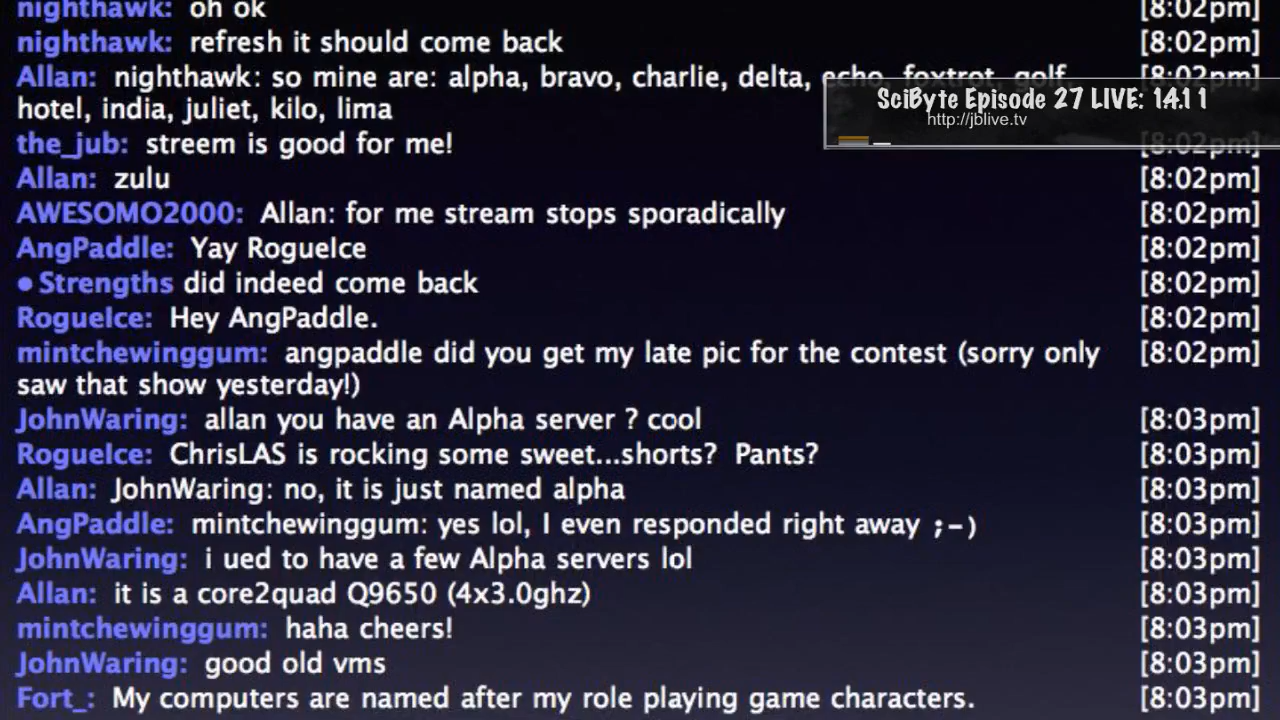 nighthawk: oh ok [8:02pm]
nighthawk: refresh it should come back [8:02pm]
Allan: nighthawk: so mine are: alpha, bravo, charlie, delta, echo, foxtrot, golf, [8:02pm]
hotel, india, juliet, kilo, lima
SciByte Episode 27 LIVE: 14.11
http://jblive.tv
the_jub: streem is good for me! [8:02pm]
Allan: zulu [8:02pm]
AWESOMO2000: Allan: for me stream stops sporadically [8:02pm]
AngPaddle: Yay RogueIce [8:02pm]
• Strengths did indeed come back [8:02pm]
RogueIce: Hey AngPaddle. [8:02pm]
mintchewinggum: angpaddle did you get my late pic for the contest (sorry only [8:02pm]
saw that show yesterday!)
JohnWaring: allan you have an Alpha server ? cool [8:03pm]
RogueIce: ChrisLAS is rocking some sweet...shorts? Pants? [8:03pm]
Allan: JohnWaring: no, it is just named alpha [8:03pm]
AngPaddle: mintchewinggum: yes lol, I even responded right away ;-) [8:03pm]
JohnWaring: i ued to have a few Alpha servers lol [8:03pm]
Allan: it is a core2quad Q9650 (4x3.0ghz) [8:03pm]
mintchewinggum: haha cheers! [8:03pm]
JohnWaring: good old vms [8:03pm]
Fort_: My computers are named after my role playing game characters. [8:03pm]